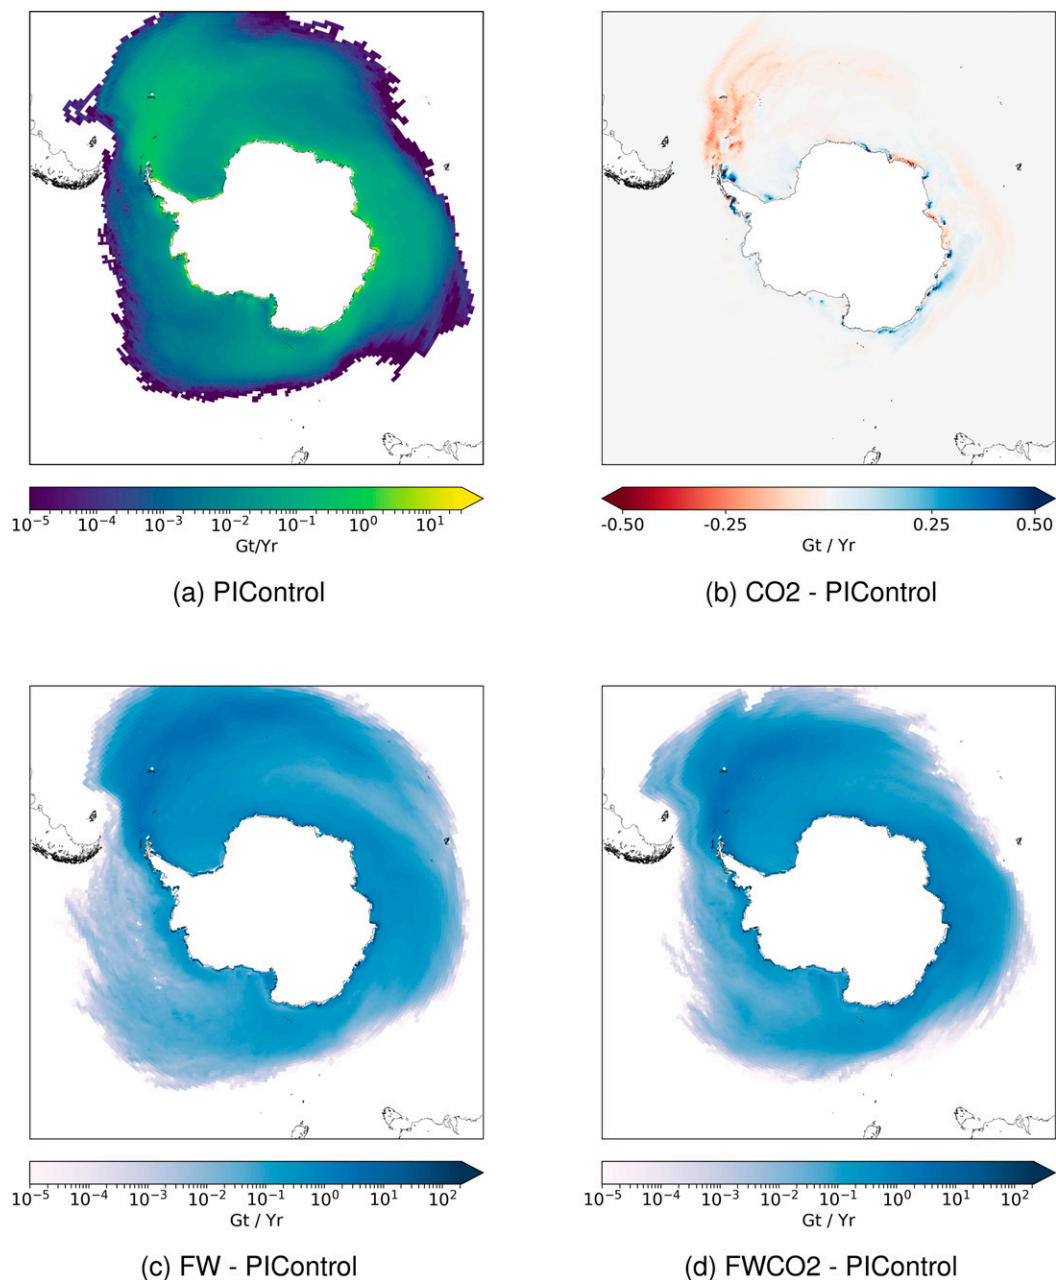 10⁻⁵ 10⁻⁴ 10⁻³ 10⁻² 10⁻¹ 10⁰ 10¹
Gt/Yr
(a) PIControl
-0.50 -0.25 0.25 0.50
Gt / Yr
(b) CO2 - PIControl
10⁻⁵ 10⁻⁴ 10⁻³ 10⁻² 10⁻¹ 10⁰ 10¹ 10²
Gt / Yr
(c) FW - PIControl
10⁻⁵ 10⁻⁴ 10⁻³ 10⁻² 10⁻¹ 10⁰ 10¹ 10²
Gt / Yr
(d) FWCO2 - PIControl